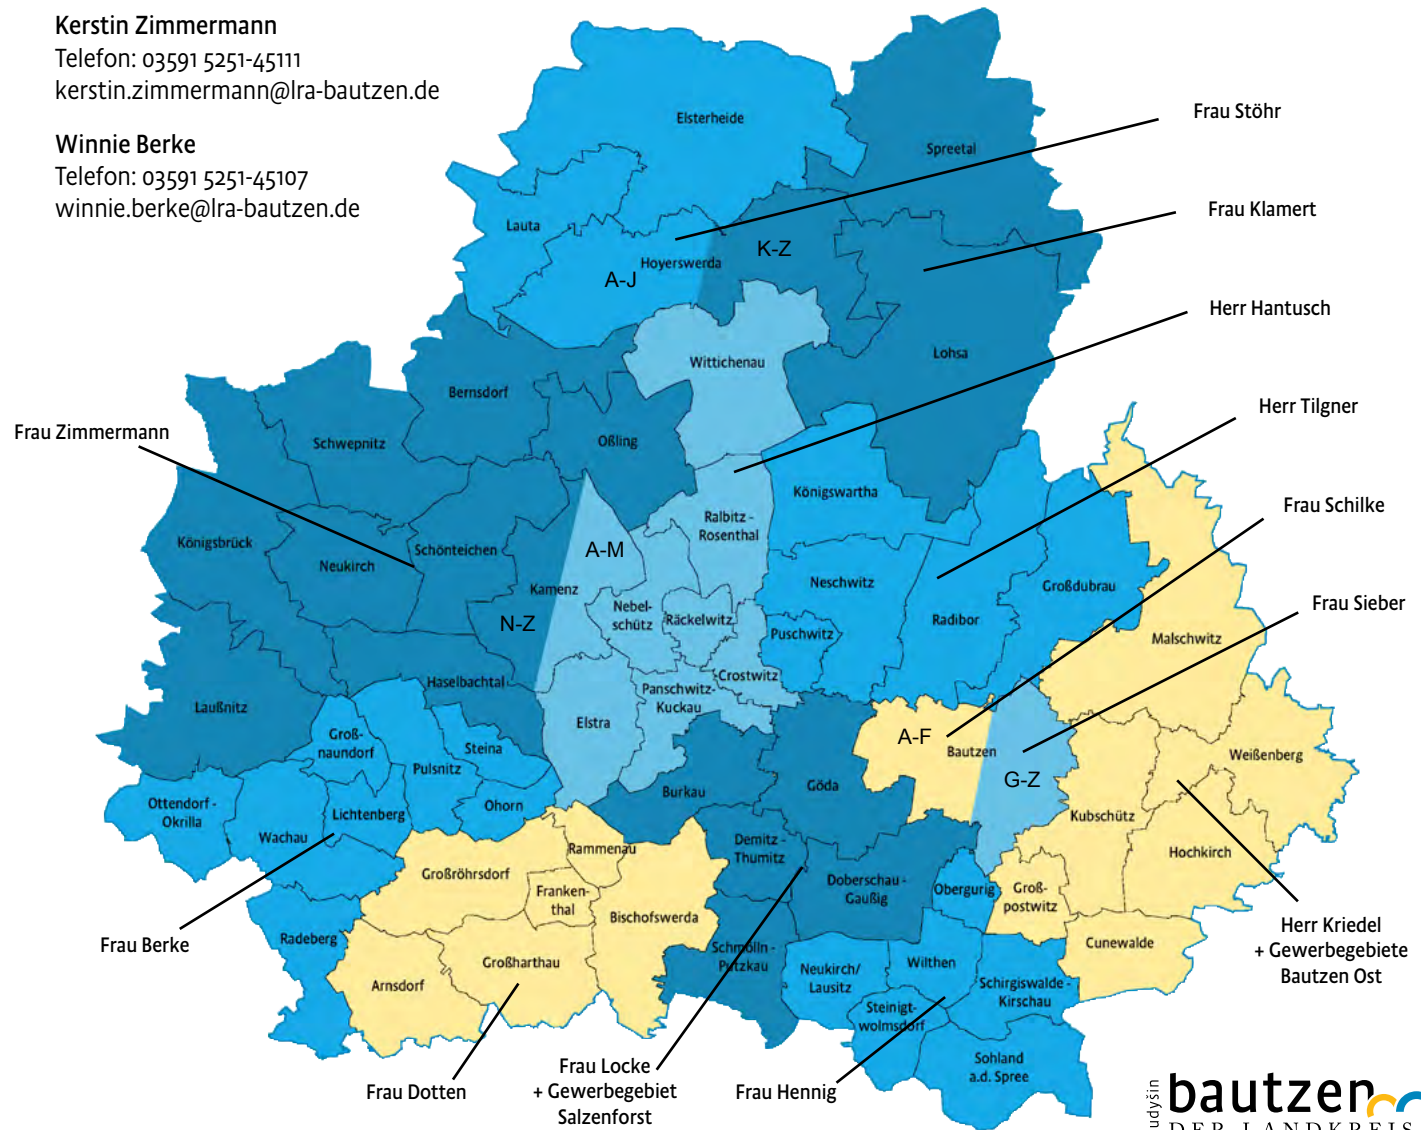 Kerstin Zimmermann
Telefon: 03591 5251-45111
kerstin.zimmermann@lra-bautzen.de
Winnie Berke
Telefon: 03591 5251-45107
winnie.berke@lra-bautzen.de
Elsterheide
Spreetal
Frau Stöhr
Frau Klamert
Lauta
A-J
Hoyerswerda
K-Z
Herr Hantusch
Wittichenau
Lohsa
Bernsdorf
Herr Tilgner
Frau Zimmermann
Schwepnitz
Oßling
Königswartha
Frau Schilke
Ralbitz -
Rosenthal
Königsbrück
Neukirch
Schönteichen
A-M
Kamenz
N-Z
Nebel-
schütz
Räckelwitz
Neschwitz
Puschwitz
Radibor
Großdubrau
Malschwitz
Frau Sieber
Laußnitz
Haselbachtal
Elstra
Panschwitz-
Kuckau
Crostwitz
Groß-
naundorf
Steina
Pulsnitz
Ohorn
A-F
Bautzen
G-Z
Weißenberg
Ottendorf -
Okrilla
Wachau
Lichtenberg
Burkau
Göda
Kubschütz
Hochkirch
Rammenau
Großröhrsdorf
Franken-
thal
Bischofswerda
Demitz -
Thumitz
Doberschau -
Gaußig
Obergurig
Groß-
postwitz
Cunewalde
Frau Berke
Radeberg
Arnsdorf
Großharthau
Schmölln -
Putzkau
Neukirch/
Lausitz
Wilthen
Steinigt-
wolmsdorf
Schirgiswalde -
Kirschau
Sohland
a.d. Spree
Herr Kriedel
+ Gewerbegebiete
Bautzen Ost
Frau Dotten
Frau Locke
+ Gewerbegebiet
Salzenforst
Frau Hennig
udyšin
bautzen
DER LANDKREIS